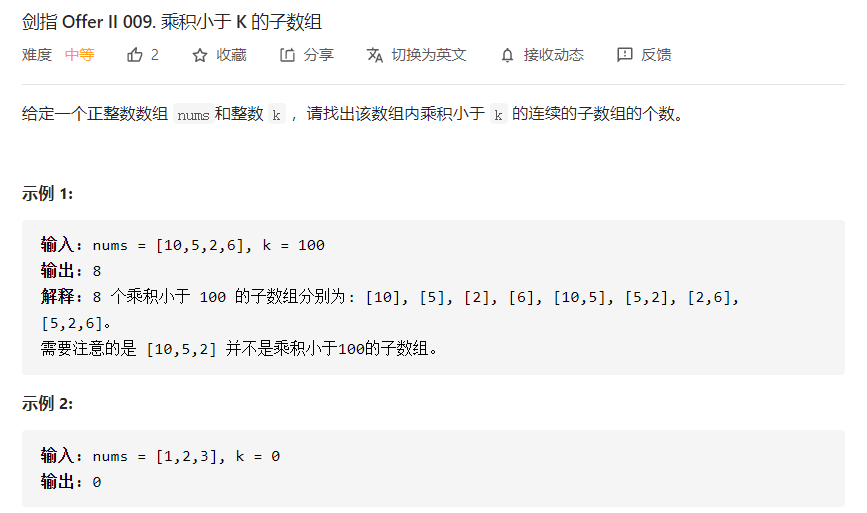 剑指 Offer II 009. 乘积小于 K 的子数组
难度 中等 2 收藏 分享 切换为英文 接收动态 反馈
给定一个正整数数组 nums和整数 k ，请找出该数组内乘积小于 k 的连续的子数组的个数。
示例 1:
输入: nums = [10,5,2,6], k = 100
输出: 8
解释: 8 个乘积小于 100 的子数组分别为: [10], [5], [2], [6], [10,5], [5,2], [2,6],
[5,2,6]。
需要注意的是 [10,5,2] 并不是乘积小于100的子数组。
示例 2:
输入: nums = [1,2,3], k = 0
输出: 0